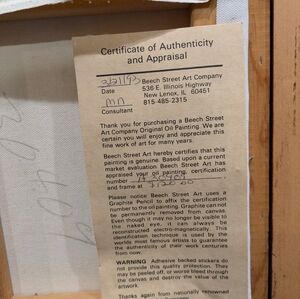 Certificate of Authenticity
and Appraisal
3/21/93 Beech Street Art Company
Date 536 E. Illinois Highway
New Lenox, IL 60451
Consultant 815-485-2315
Thank you for purchasing a Beech Street
Art Company Original Oil Painting. We are
certain you will enjoy and appreciate this
fine work of art for many years.
Beech Street Art hereby certifies that this
painting is genuine. Based upon a current
market evaluation, Beech Street Art has
appraised your oil painting, certification
number
and frame at $120.00
Please notice Beech Street Art uses a
Graphite Pencil to affix the certification
number to the oil painting. Graphite can not
be permanently removed from canvas.
Even though it may no longer be visible to
the naked eye, it can always be
reconstructed electro-magnetically. This
identification technique is used by the
worlds most famous artists to guarantee
the authenticity of their work centuries
from now.
WARNING Adhesive backed stickers do
not provide this quality protection. They
may be peeled off, or worse bleed through
the canvas and destroy the value of the
artwork.
Thanks again from nationally renowned